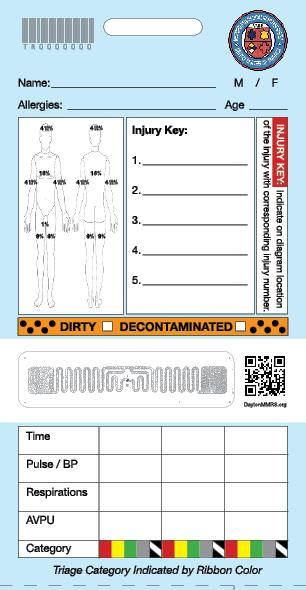 TR0000000
Name: M / F
Allergies: Age
4½% 4½%
18% 18%
4½% 4½% 4½% 4½%
1%
9% 9% 9% 9%
Injury Key:
1.
2.
3.
4.
5.
INJURY KEY: Indicate on diagram location
of the injury with corresponding injury number.
DIRTY DECONTAMINATED
DaytonMMRS.org
Time
Pulse / BP
Respirations
AVPU
Category
Triage Category Indicated by Ribbon Color